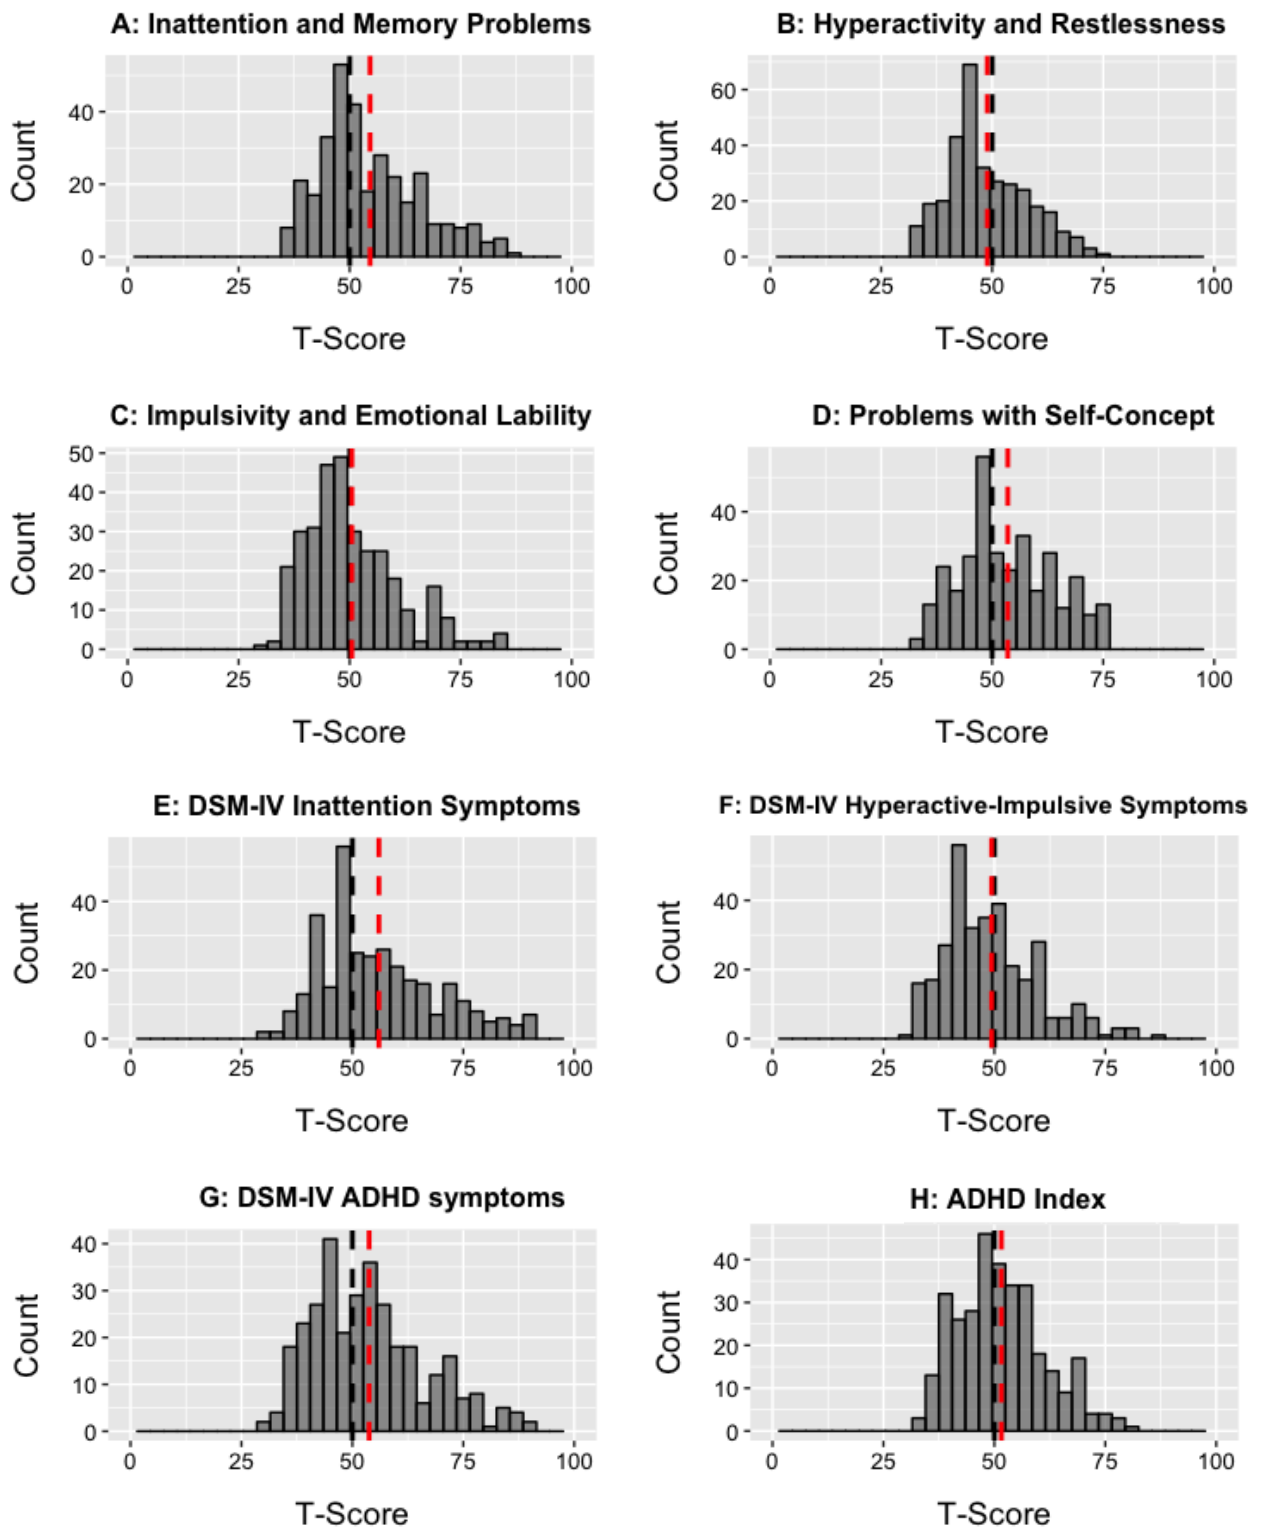 A: Inattention and Memory Problems
Count
40
20
0
0 25 50 75 100
T-Score
B: Hyperactivity and Restlessness
Count
60
40
20
0
0 25 50 75 100
T-Score
C: Impulsivity and Emotional Lability
Count
50
40
30
20
10
0
0 25 50 75 100
T-Score
D: Problems with Self-Concept
Count
40
20
0
0 25 50 75 100
T-Score
E: DSM-IV Inattention Symptoms
Count
40
20
0
0 25 50 75 100
T-Score
F: DSM-IV Hyperactive-Impulsive Symptoms
Count
40
20
0
0 25 50 75 100
T-Score
G: DSM-IV ADHD symptoms
Count
40
30
20
10
0
0 25 50 75 100
T-Score
H: ADHD Index
Count
40
30
20
10
0
0 25 50 75 100
T-Score